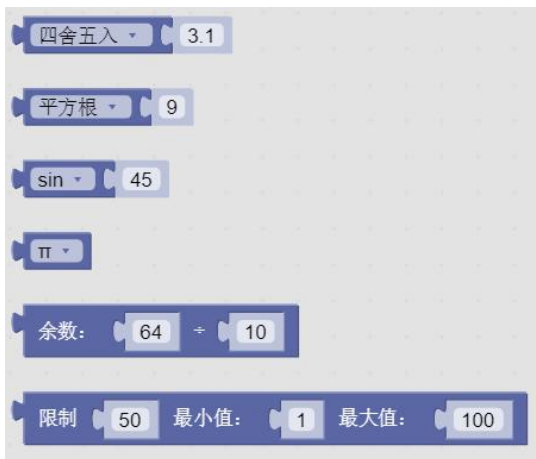 四舍五入 3.1
平方根 9
sin 45
π
余数: 64 ÷ 10
限制 50 最小值: 1 最大值: 100